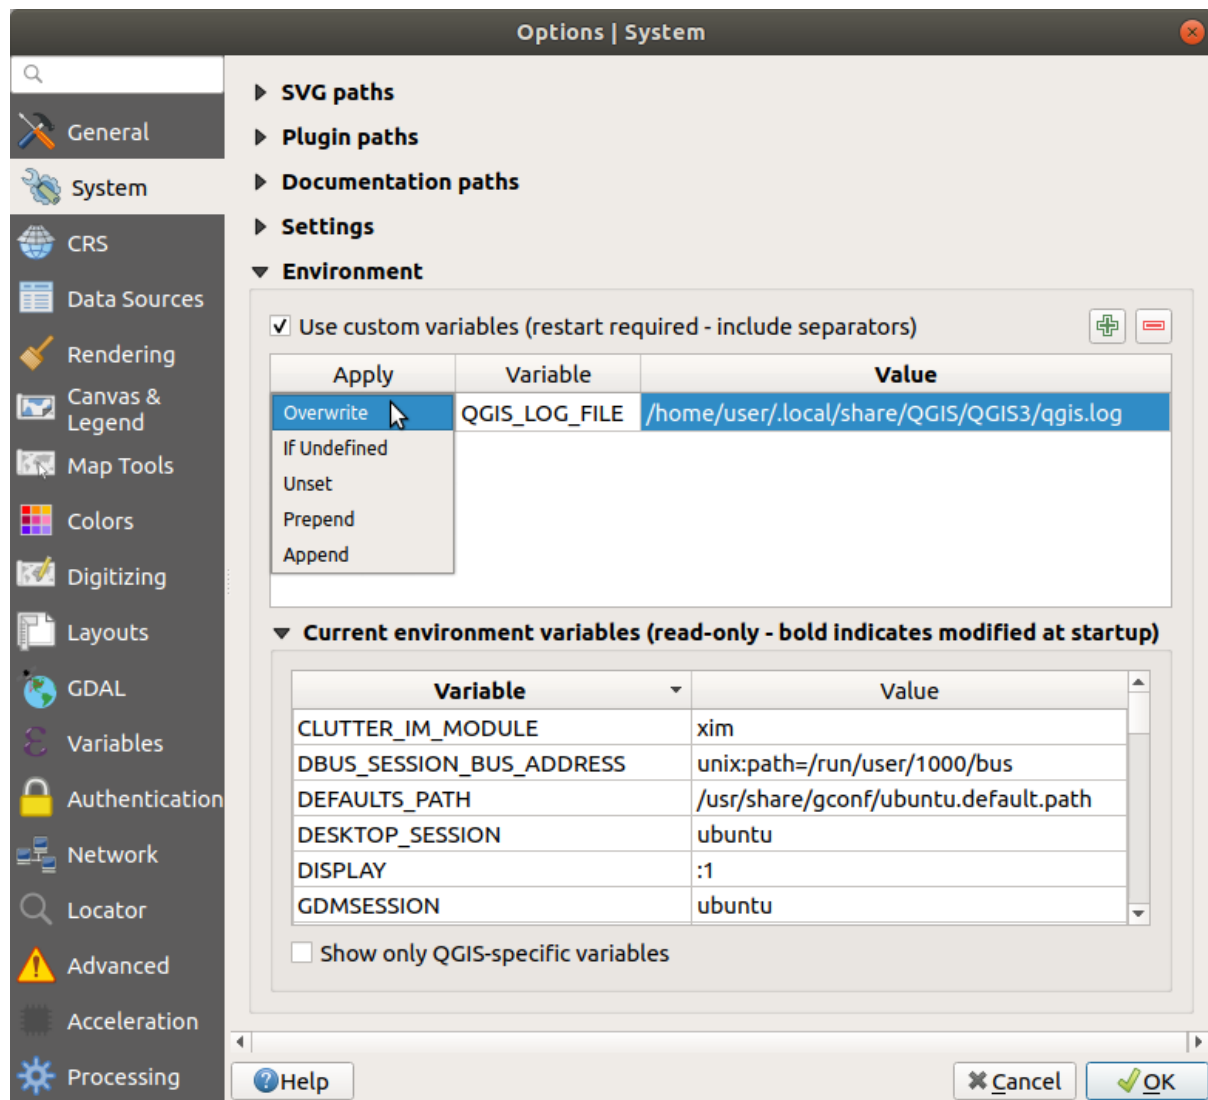 Options | System
General
System
CRS
Data Sources
Rendering
Canvas &
Legend
Map Tools
Colors
Digitizing
Layouts
GDAL
Variables
Authentication
Network
Locator
Advanced
Acceleration
Processing
SVG paths
Plugin paths
Documentation paths
Settings
Environment
Use custom variables (restart required - include separators)
Apply Variable Value
Overwrite QGIS_LOG_FILE /home/user/.local/share/QGIS/QGIS3/qgis.log
If Undefined
Unset
Prepend
Append
Current environment variables (read-only - bold indicates modified at startup)
Variable Value
CLUTTER_IM_MODULE xim
DBUS_SESSION_BUS_ADDRESS unix:path=/run/user/1000/bus
DEFAULTS_PATH /usr/share/gconf/ubuntu.default.path
DESKTOP_SESSION ubuntu
DISPLAY :1
GDMSESSION ubuntu
Show only QGIS-specific variables
Help Cancel OK